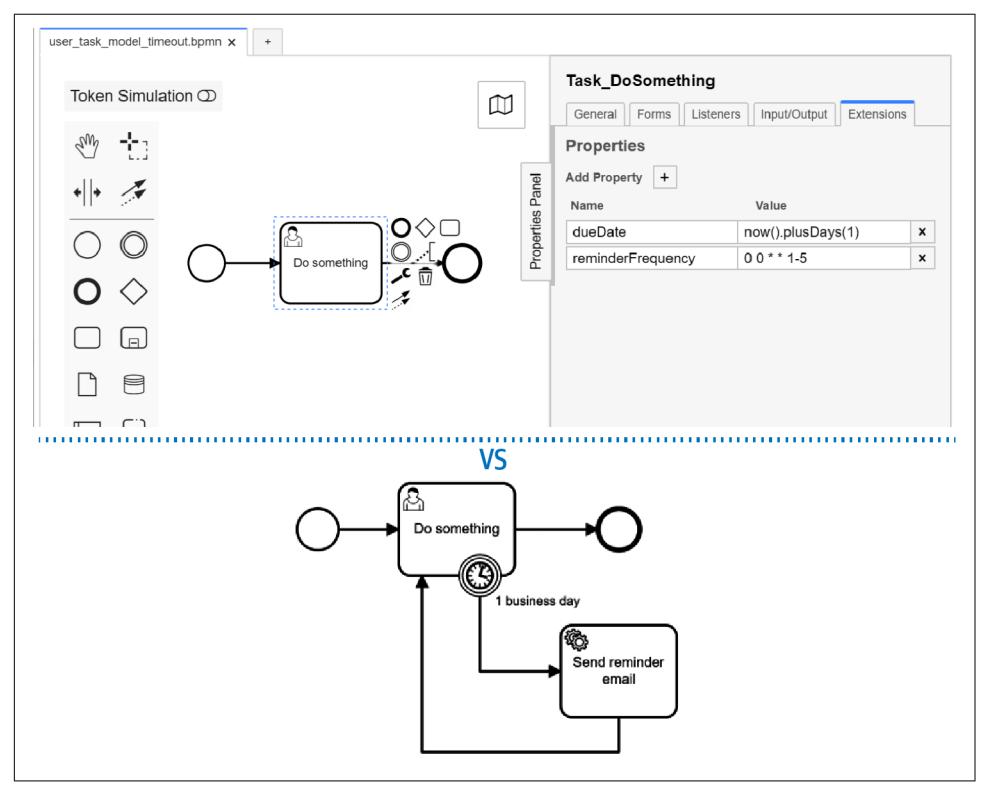 user_task_model_timeout.bpmn x +
Token Simulation
Properties Panel
Task_DoSomething
General Forms Listeners Input/Output Extensions
Properties
Add Property +
Name Value
dueDate now().plusDays(1) x
reminderFrequency 0 0 * * 1-5 x
Do something
VS
Do something
1 business day
Send reminder
email